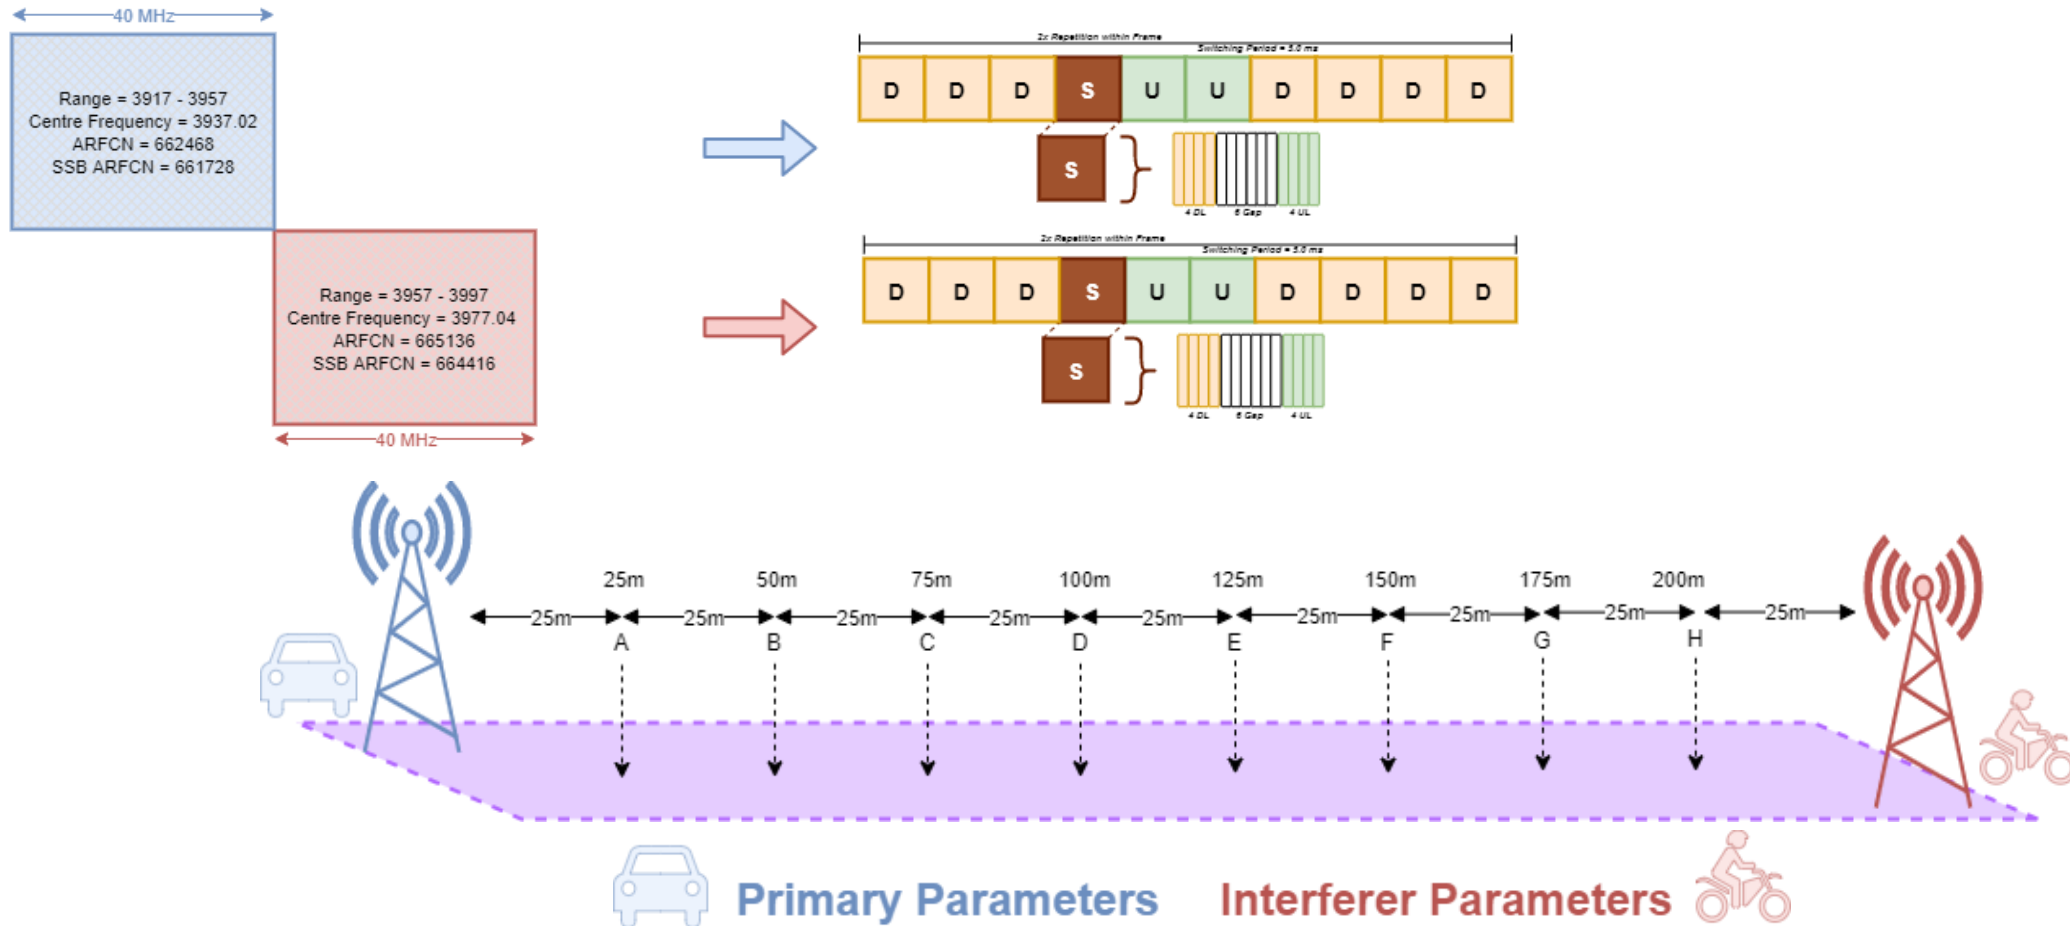 40 MHz
Range = 3917 - 3957
Centre Frequency = 3937.02
ARFCN = 662468
SSB ARFCN = 661728
Range = 3957 - 3997
Centre Frequency = 3977.04
ARFCN = 665136
SSB ARFCN = 664416
40 MHz
2x Repetition within Frame
Switching Period = 5.0 ms
D D D S U U D D D D
S
4 DL 6 Gap 4 UL
2x Repetition within Frame
Switching Period = 5.0 ms
D D D S U U D D D D
S
4 DL 6 Gap 4 UL
25m 50m 75m 100m 125m 150m 175m 200m
25m 25m 25m 25m 25m 25m 25m 25m 25m
A B C D E F G H
Primary Parameters Interferer Parameters